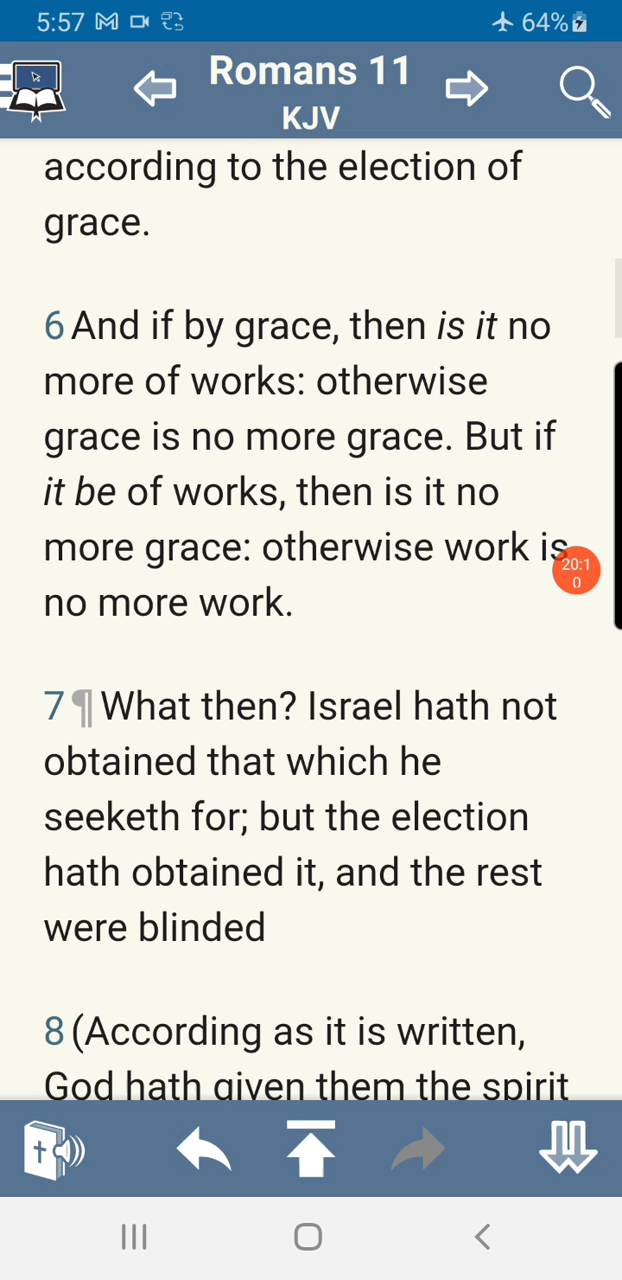 5:57
64%
Romans 11
KJV
according to the election of
grace.
6 And if by grace, then is it no
more of works: otherwise
grace is no more grace. But if
it be of works, then is it no
more grace: otherwise work is
20:1
0
no more work.
7 ¶ What then? Israel hath not
obtained that which he
seeketh for; but the election
hath obtained it, and the rest
were blinded
8 (According as it is written,
God hath given them the spirit